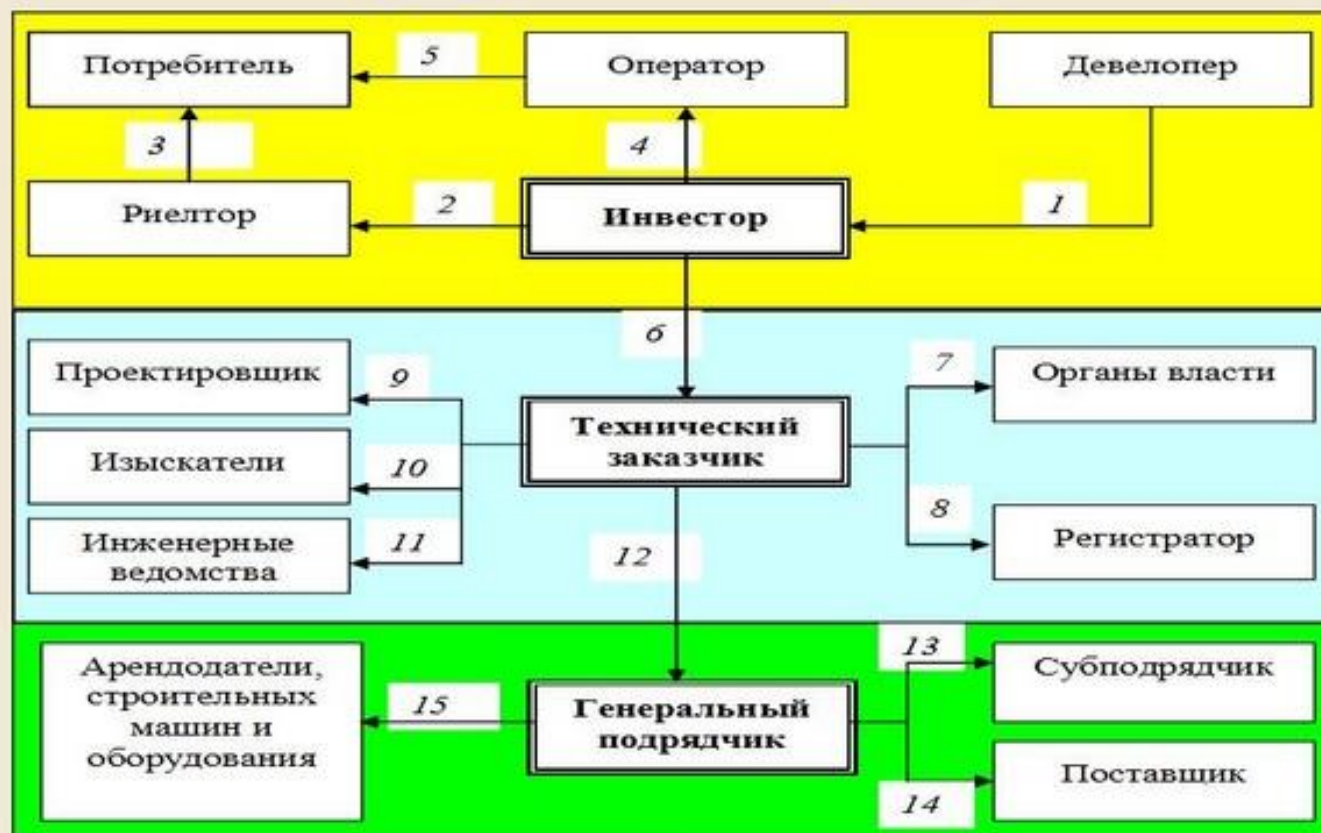 Потребитель
5
Оператор
Девелопер
3
4
Риелтор
2
Инвестор
1
6
Проектировщик
9
7
Органы власти
Технический
заказчик
Изыскатели
10
8
Регистратор
Инженерные
ведомства
11
12
13
Субподрядчик
Арендодатели,
строительных
машин и
оборудования
15
Генеральный
подрядчик
14
Поставщик